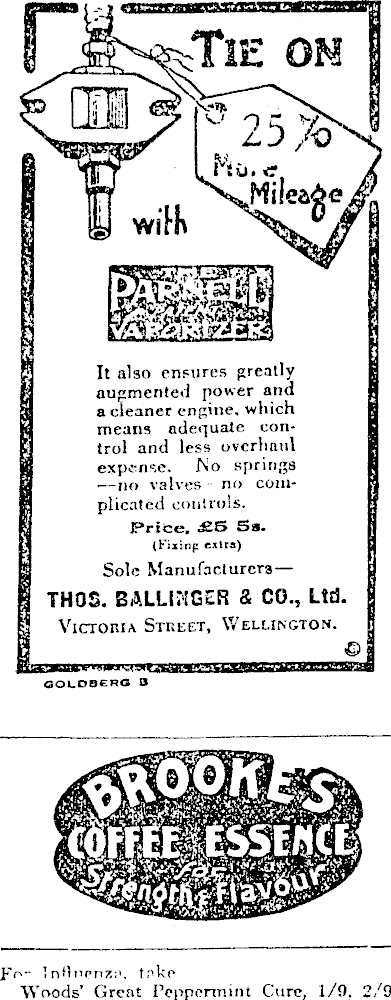 TIE ON
25%
More
Mileage
with
THE
PARNELL
VAPORIZER
It also ensures greatly
augmented power and
a cleaner engine, which
means adequate con-
trol and less overhaul
expense. No springs
—no valves—no com-
plicated controls.
Price, £5 5s.
(Fixing extra)
Sole Manufacturers—
THOS. BALLINGER & CO., Ltd.
VICTORIA STREET, WELLINGTON.
GOLDBERG
BROOKE'S
COFFEE ESSENCE
for
Strength & Flavour
For Influenza, take
Woods' Great Peppermint Cure, 1/9, 2/9